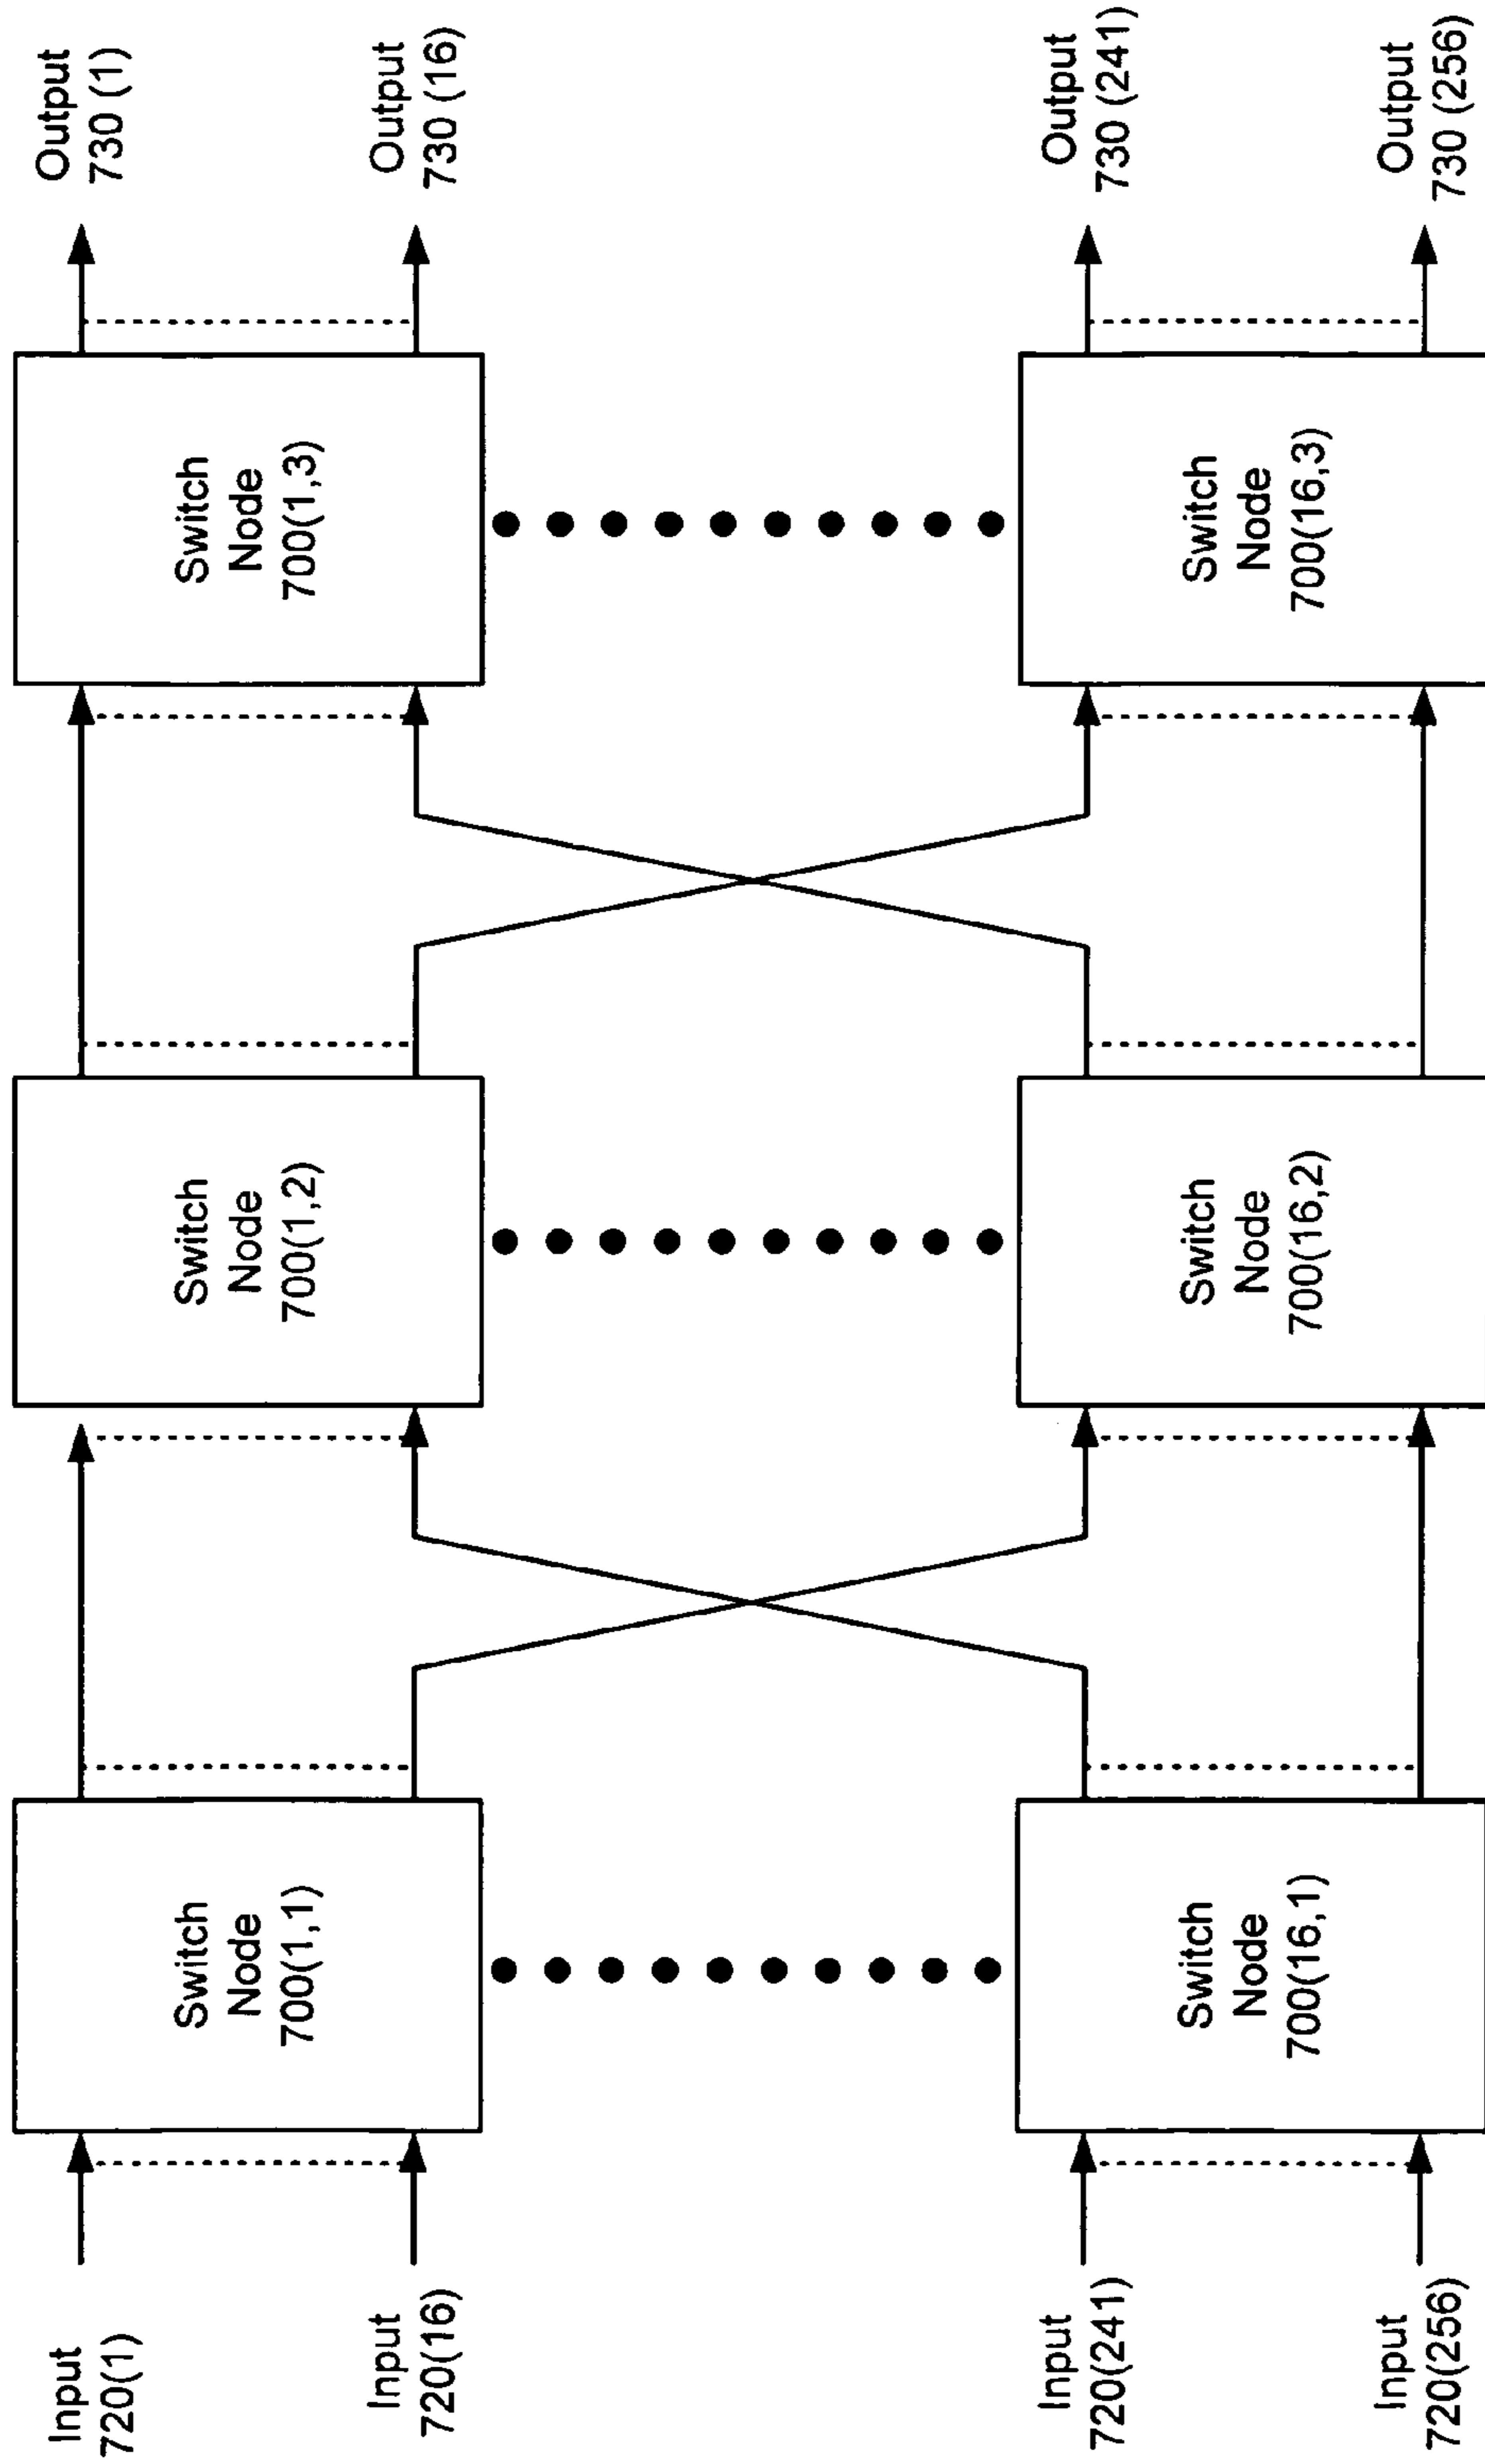 Input
720(1)
Input
720(16)
Input
720(241)
Input
720(256)
Switch
Node
700(1,1)
Switch
Node
700(16,1)
Switch
Node
700(1,2)
Switch
Node
700(16,2)
Switch
Node
700(1,3)
Switch
Node
700(16,3)
Output
730 (1)
Output
730 (16)
Output
730 (241)
Output
730 (256)